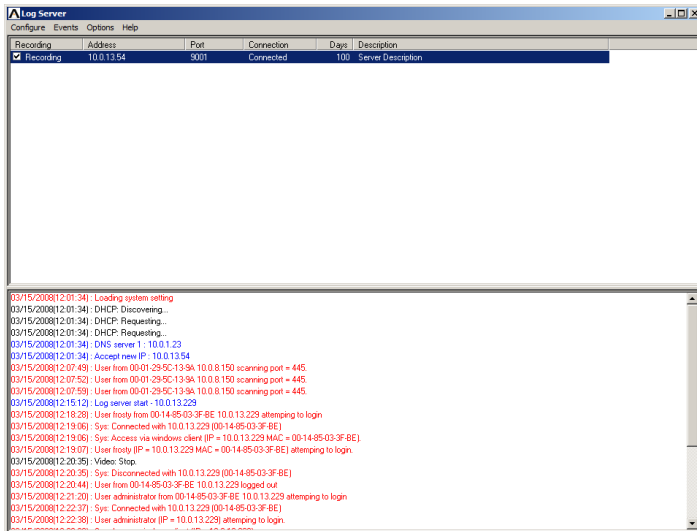 Log Server
Configure Events Options Help
Recording Address Port Connection Days Description
Recording 10.0.13.54 9001 Connected 100 Server Description
03/15/2008(12:01:34) : Loading system setting
03/15/2008(12:01:34) : DHCP: Discovering...
03/15/2008(12:01:34) : DHCP: Requesting...
03/15/2008(12:01:34) : DHCP: Requesting...
03/15/2008(12:01:34) : DNS server 1 : 10.0.1.23
03/15/2008(12:01:34) : Accept new IP : 10.0.13.54
03/15/2008(12:07:49) : User from 00-01-29-5C-13-9A 10.0.8.150 scanning port = 445.
03/15/2008(12:07:52) : User from 00-01-29-5C-13-9A 10.0.8.150 scanning port = 445.
03/15/2008(12:07:59) : User from 00-01-29-5C-13-9A 10.0.8.150 scanning port = 445.
03/15/2008(12:15:12) : Log server start - 10.0.13.229
03/15/2008(12:18:28) : User frosty from 00-14-85-03-3F-BE 10.0.13.229 attemping to login
03/15/2008(12:19:06) : Sys: Connected with 10.0.13.229 (00-14-85-03-3F-BE)
03/15/2008(12:19:06) : Sys: Access via windows client (IP = 10.0.13.229 MAC = 00-14-85-03-3F-BE).
03/15/2008(12:19:07) : User frosty (IP = 10.0.13.229 MAC = 00-14-85-03-3F-BE) attemping to login.
03/15/2008(12:20:35) : Video: Stop.
03/15/2008(12:20:35) : Sys: Disconnected with 10.0.13.229 (00-14-85-03-3F-BE)
03/15/2008(12:20:44) : User from 00-14-85-03-3F-BE 10.0.13.229 logged out
03/15/2008(12:21:20) : User administrator from 00-14-85-03-3F-BE 10.0.13.229 attemping to login
03/15/2008(12:22:37) : Sys: Connected with 10.0.13.229 (00-14-85-03-3F-BE)
03/15/2008(12:22:38) : User administrator (IP = 10.0.13.229) attemping to login.